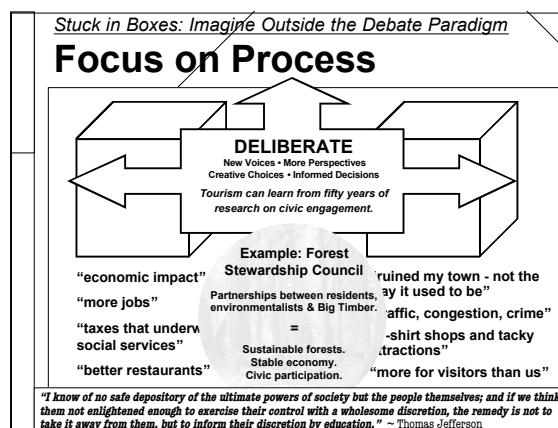 Stuck in Boxes: Imagine Outside the Debate Paradigm
Focus on Process
DELIBERATE
New Voices • More Perspectives
Creative Choices • Informed Decisions
Tourism can learn from fifty years of
research on civic engagement.
Example: Forest
Stewardship Council
Partnerships between residents,
environmentalists & Big Timber.
=
Sustainable forests.
Stable economy.
Civic participation.
“economic impact”
“more jobs”
“taxes that underw
social services”
“better restaurants”
ruined my town - not the
ay it used to be”
affic, congestion, crime”
-shirt shops and tacky
ttractions”
“more for visitors than us”
“I know of no safe depository of the ultimate powers of society but the people themselves; and if we think
them not enlightened enough to exercise their control with a wholesome discretion, the remedy is not to
take it away from them, but to inform their discretion by education.” ~ Thomas Jefferson